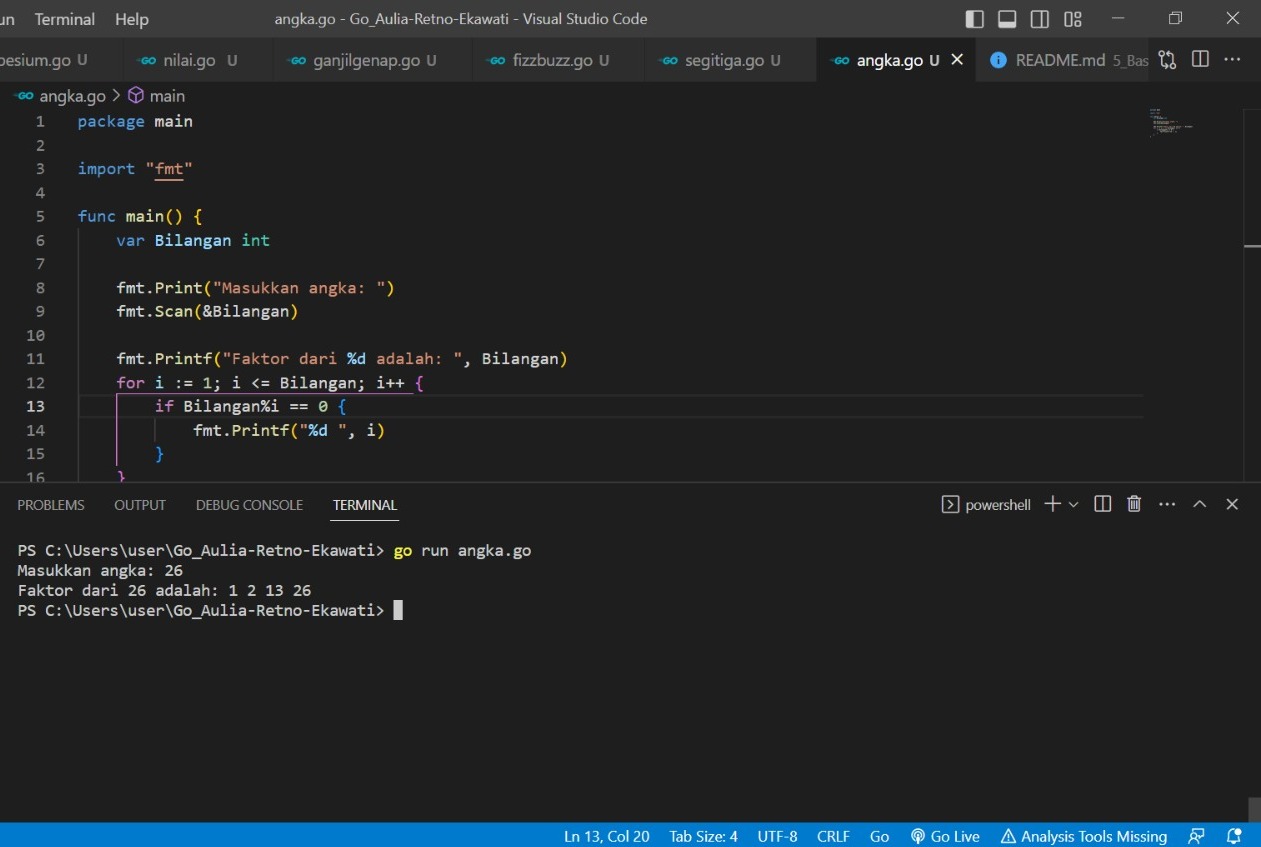 un Terminal Help angka.go - Go_Aulia-Retno-Ekawati - Visual Studio Code
besium.go U nilai.go U ganjilgenap.go U fizzbuzz.go U segitiga.go U angka.go U README.md 5_Bas
angka.go > main
1 package main
2
3 import "fmt"
4
5 func main() {
6 var Bilangan int
7
8 fmt.Print("Masukkan angka: ")
9 fmt.Scan(&Bilangan)
10
11 fmt.Printf("Faktor dari %d adalah: ", Bilangan)
12 for i := 1; i <= Bilangan; i++ {
13 if Bilangan%i == 0 {
14 fmt.Printf("%d ", i)
15 }
16 }
PROBLEMS OUTPUT DEBUG CONSOLE TERMINAL powershell
PS C:\Users\user\Go_Aulia-Retno-Ekawati> go run angka.go
Masukkan angka: 26
Faktor dari 26 adalah: 1 2 13 26
PS C:\Users\user\Go_Aulia-Retno-Ekawati>
Ln 13, Col 20 Tab Size: 4 UTF-8 CRLF Go Go Live Analysis Tools Missing